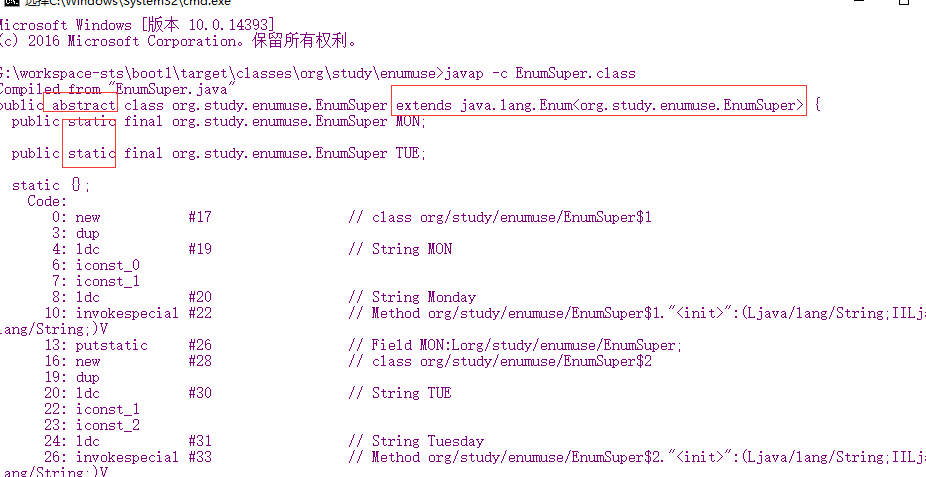 选择C:\Windows\System32\cmd.exe
Microsoft Windows [版本 10.0.14393]
(c) 2016 Microsoft Corporation。保留所有权利。
G:\workspace-sts\boot1\target\classes\org\study\enumuse>javap -c EnumSuper.class
Compiled from "EnumSuper.java"
public abstract class org.study.enumuse.EnumSuper extends java.lang.Enum<org.study.enumuse.EnumSuper> {
public static final org.study.enumuse.EnumSuper MON;
public static final org.study.enumuse.EnumSuper TUE;
static {};
Code:
0: new #17 // class org/study/enumuse/EnumSuper$1
3: dup
4: ldc #19 // String MON
6: iconst_0
7: iconst_1
8: ldc #20 // String Monday
10: invokespecial #22 // Method org/study/enumuse/EnumSuper$1."<init>":(Ljava/lang/String;IILja
lang/String;)V
13: putstatic #26 // Field MON:Lorg/study/enumuse/EnumSuper;
16: new #28 // class org/study/enumuse/EnumSuper$2
19: dup
20: ldc #30 // String TUE
22: iconst_1
23: iconst_2
24: ldc #31 // String Tuesday
26: invokespecial #33 // Method org/study/enumuse/EnumSuper$2."<init>":(Ljava/lang/String;IILja
lang/String;)V